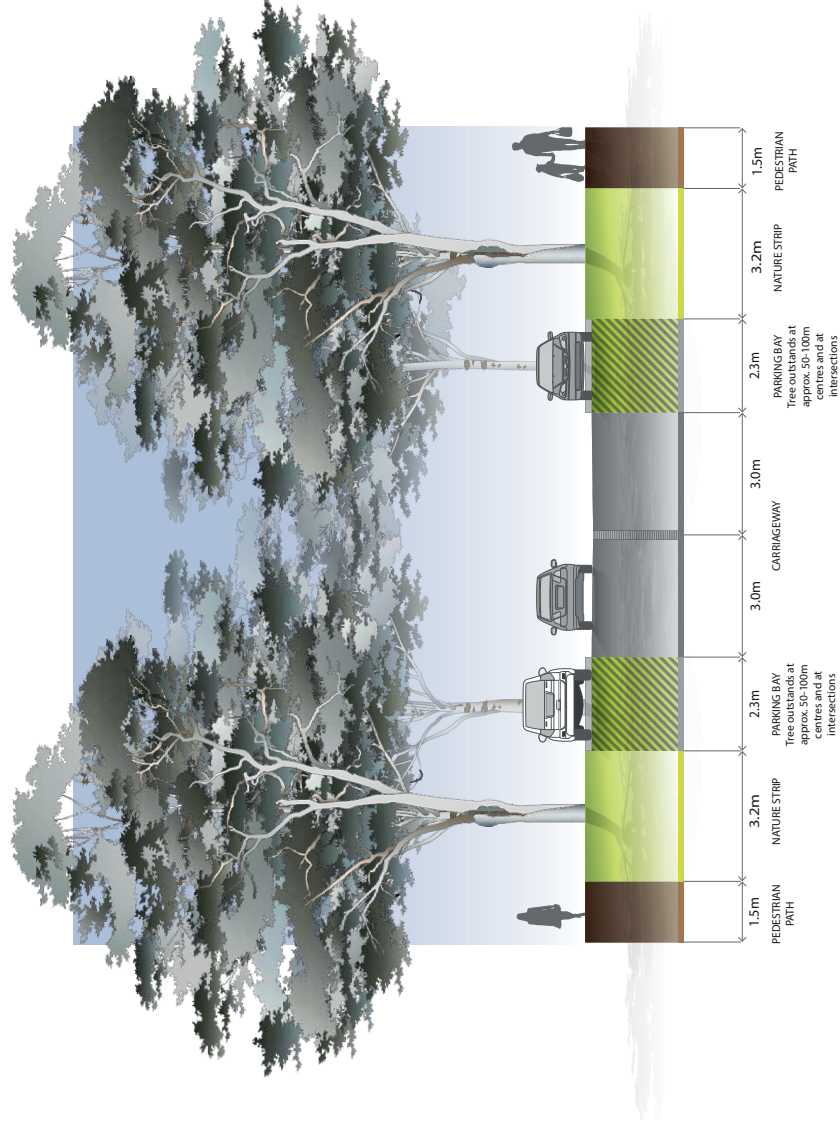 1.5m
PEDESTRIAN
PATH
3.2m
NATURE STRIP
2.3m
PARKING BAY
Tree outstands at
approx. 50-100m
centres and at
intersections
3.0m
CARRIAGEWAY
3.0m
2.3m
PARKING BAY
Tree outstands at
approx. 50-100m
centres and at
intersections
3.2m
NATURE STRIP
1.5m
PEDESTRIAN
PATH